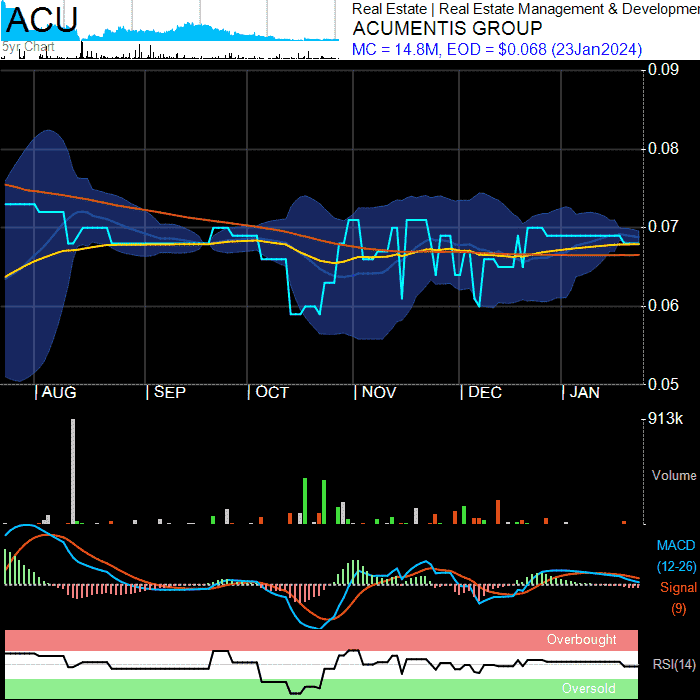 ACU
5yr Chart
Real Estate | Real Estate Management & Developmen
ACUMENTIS GROUP
MC = 14.8M, EOD = $0.068 (23Jan2024)
0.09
0.08
0.07
0.06
0.05
| AUG | SEP | OCT | NOV | DEC | JAN
913k
Volume
MACD
(12-26)
Signal
(9)
Overbought
RSI(14)
Oversold